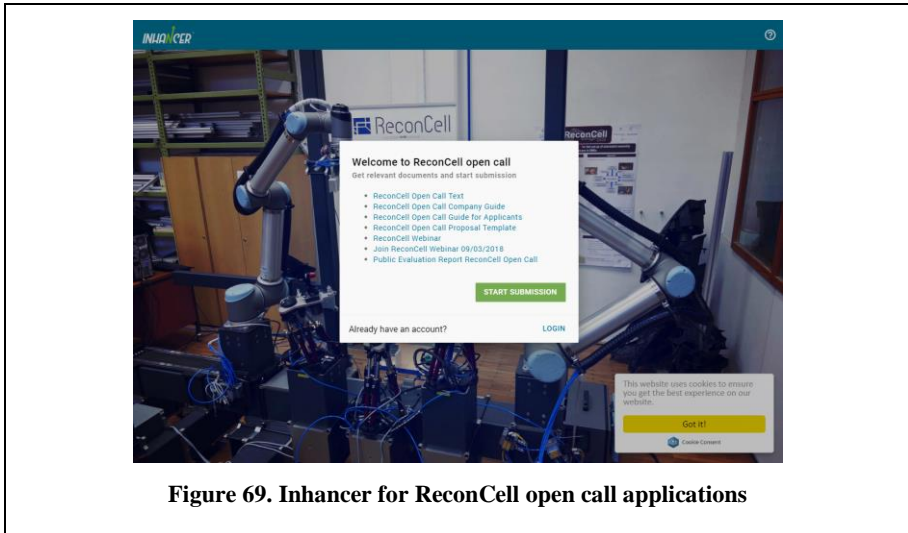 INHANCER
ReconCell
ReconCell
Welcome to ReconCell open call
Get relevant documents and start submission
ReconCell Open Call Text
ReconCell Open Call Company Guide
ReconCell Open Call Guide for Applicants
ReconCell Open Call Proposal Template
ReconCell Webinar
Join ReconCell Webinar 09/03/2018
Public Evaluation Report ReconCell Open Call
START SUBMISSION
Already have an account?
LOGIN
This website uses cookies to ensure
you get the best experience on our
website.
Got it!
Cookie Consent
Figure 69. Inhancer for ReconCell open call applications